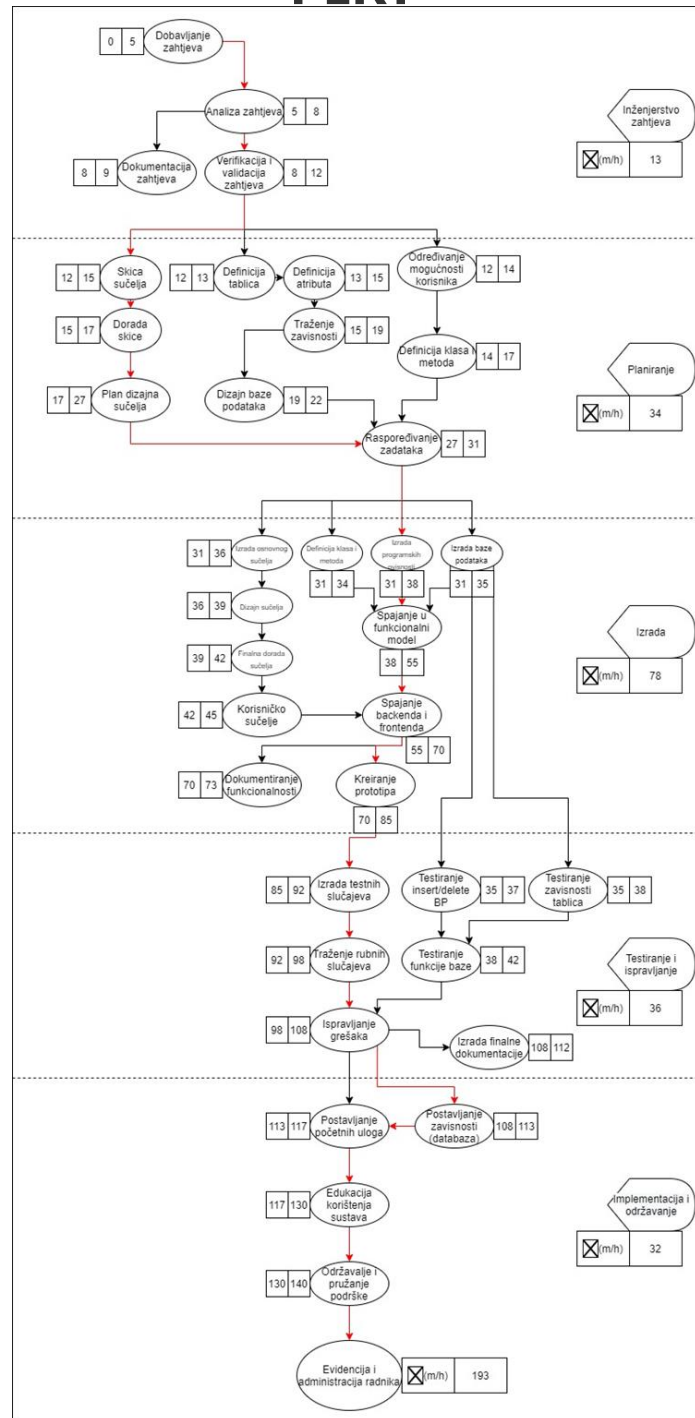 PERT
0 5
Dobavljanje
zahtjeva
Analiza zahtjeva
5 8
Inženjerstvo
zahtjeva
(m/h) 13
8 9
Dokumentacija
zahtjeva
Verifikacija i
validacija
zahtjeva
8 12
12 15
Skica
sučelja
12 13
Definicija
tablica
Definicija
atributa
13 15
Određivanje
mogućnosti
korisnika
12 14
15 17
Dorada
skice
Traženje
zavisnosti
15 19
Definicija klasa i
metoda
14 17
Planiranje
(m/h) 34
17 27
Plan dizajna
sučelja
Dizajn baze
podataka
19 22
Raspoređivanje
zadataka
27 31
31 36
Izrada osnovnog
sučelja
Definicija klasa i
metoda
31 34
Izrada
programskih
ovisnosti
31 38
Izrada baze
podataka
31 35
36 39
Dizajn sučelja
Spajanje u
funkcionalni
model
38 55
Izrada
(m/h) 78
39 42
Finalna dorada
sučelja
42 45
Korisničko
sučelje
Spajanje
backenda i
frontenda
55 70
70 73
Dokumentiranje
funkcionalnosti
Kreiranje
prototipa
70 85
85 92
Izrada testnih
slučajeva
Testiranje
insert/delete
BP
35 37
Testiranje
zavisnosti
tablica
35 38
92 98
Traženje rubnih
slučajeva
Testiranje
funkcije baze
38 42
Testiranje i
ispravljanje
(m/h) 36
98 108
Ispravljanje
grešaka
Izrada finalne
dokumentacije
108 112
113 117
Postavljanje
početnih uloga
Postavljanje
zavisnosti
(databaza)
108 113
117 130
Edukacija
korištenja
sustava
Implementacija i
održavanje
(m/h) 32
130 140
Održavalje i
pružanje
podrške
Evidencija i
administracija radnika
(m/h) 193